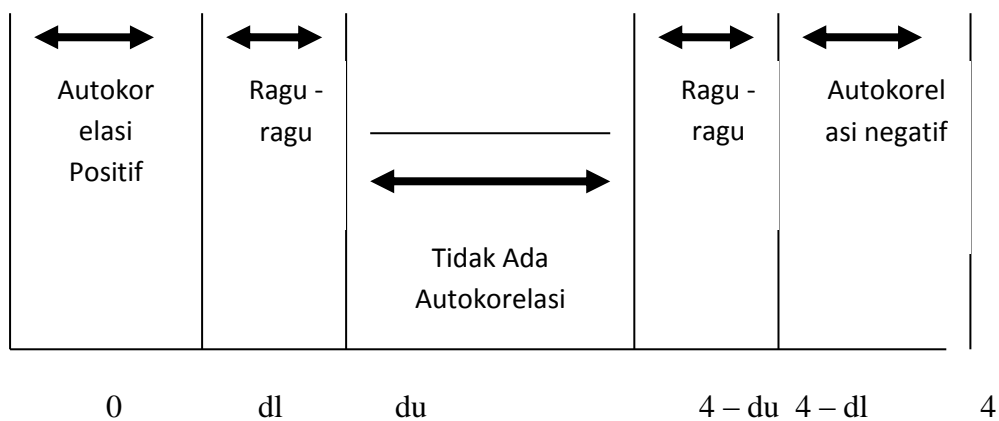 Autokor
elasi
Positif
Ragu -
ragu
Tidak Ada
Autokorelasi
Ragu -
ragu
Autokorel
asi negatif
0 dl du 4 – du 4 – dl 4